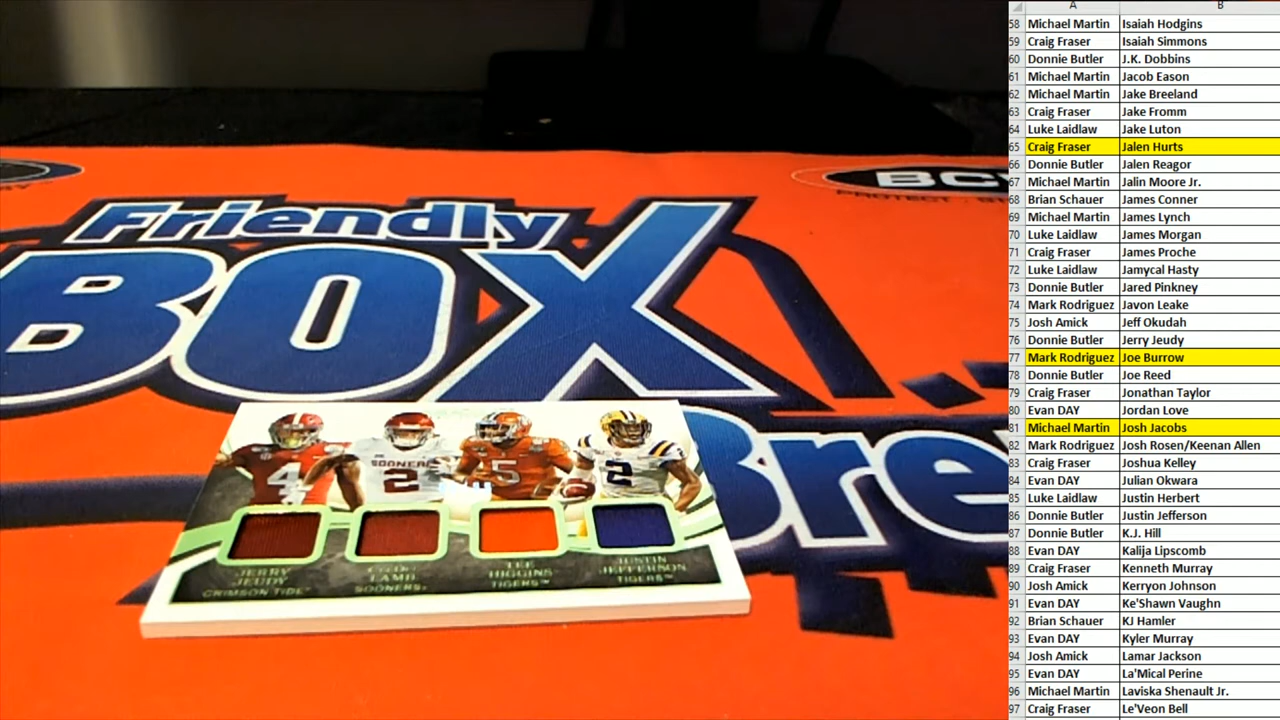 Friendly
BOX
Bre
BCW
4
SOONERS
2
5
2
JERRY
JEUDY
CRIMSON TIDE
LAMB
SOONERS
TEE
HIGGINS
TIGERS™
JUSTIN
JEFFERSON
TIGERS™
A B
58 Michael Martin Isaiah Hodgins
59 Craig Fraser Isaiah Simmons
60 Donnie Butler J.K. Dobbins
61 Michael Martin Jacob Eason
62 Michael Martin Jake Breeland
63 Craig Fraser Jake Fromm
64 Luke Laidlaw Jake Luton
65 Craig Fraser Jalen Hurts
66 Donnie Butler Jalen Reagor
67 Michael Martin Jalin Moore Jr.
68 Brian Schauer James Conner
69 Michael Martin James Lynch
70 Luke Laidlaw James Morgan
71 Craig Fraser James Proche
72 Luke Laidlaw Jamycal Hasty
73 Donnie Butler Jared Pinkney
74 Mark Rodriguez Javon Leake
75 Josh Amick Jeff Okudah
76 Donnie Butler Jerry Jeudy
77 Mark Rodriguez Joe Burrow
78 Donnie Butler Joe Reed
79 Craig Fraser Jonathan Taylor
80 Evan DAY Jordan Love
81 Michael Martin Josh Jacobs
82 Mark Rodriguez Josh Rosen/Keenan Allen
83 Craig Fraser Joshua Kelley
84 Evan DAY Julian Okwara
85 Luke Laidlaw Justin Herbert
86 Donnie Butler Justin Jefferson
87 Donnie Butler K.J. Hill
88 Evan DAY Kalija Lipscomb
89 Craig Fraser Kenneth Murray
90 Josh Amick Kerryon Johnson
91 Evan DAY Ke'Shawn Vaughn
92 Brian Schauer KJ Hamler
93 Evan DAY Kyler Murray
94 Josh Amick Lamar Jackson
95 Evan DAY La'Mical Perine
96 Michael Martin Laviska Shenault Jr.
97 Craig Fraser Le'Veon Bell